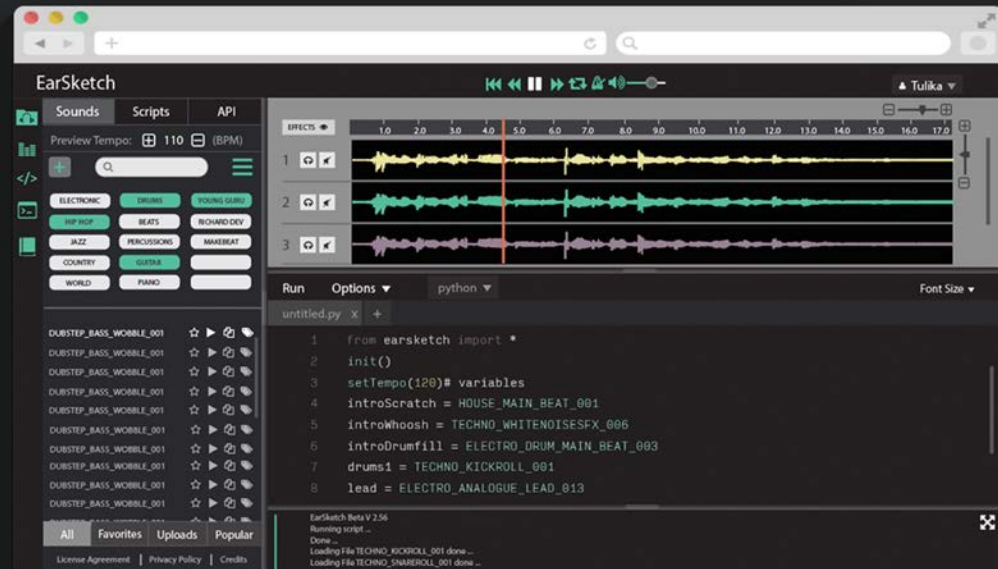 EarSketch
Tulika
Sounds Scripts API
Preview Tempo: 110 (BPM)
ELECTRONIC DRUMS YOUNG GURU
HIP HOP BEATS RICHARD DEV
JAZZ PERCUSSIONS MAKEBEAT
COUNTRY GUITAR
WORLD PIANO
DUBSTEP_BASS_WOBBLE_001
DUBSTEP_BASS_WOBBLE_001
DUBSTEP_BASS_WOBBLE_001
DUBSTEP_BASS_WOBBLE_001
DUBSTEP_BASS_WOBBLE_001
DUBSTEP_BASS_WOBBLE_001
DUBSTEP_BASS_WOBBLE_001
DUBSTEP_BASS_WOBBLE_001
DUBSTEP_BASS_WOBBLE_001
DUBSTEP_BASS_WOBBLE_001
All Favorites Uploads Popular
License Agreement | Privacy Policy | Credits
EFFECTS
1.0 2.0 3.0 4.0 5.0 6.0 7.0 8.0 9.0 10.0 11.0 12.0 13.0 14.0 15.0 16.0 17.0
1
2
3
Run Options python Font Size
untitled.py x +
1 from earsketch import *
2 init()
3 setTempo(120)# variables
4 introScratch = HOUSE_MAIN_BEAT_001
5 introWhoosh = TECHNO_WHITENOISESFX_006
6 introDrumfill = ELECTRO_DRUM_MAIN_BEAT_003
7 drums1 = TECHNO_KICKROLL_001
8 lead = ELECTRO_ANALOGUE_LEAD_013
EarSketch Beta V 2.56
Running script ...
Done ...
Loading File TECHNO_KICKROLL_001 done ...
Loading File TECHNO_SNAREROLL_001 done ...